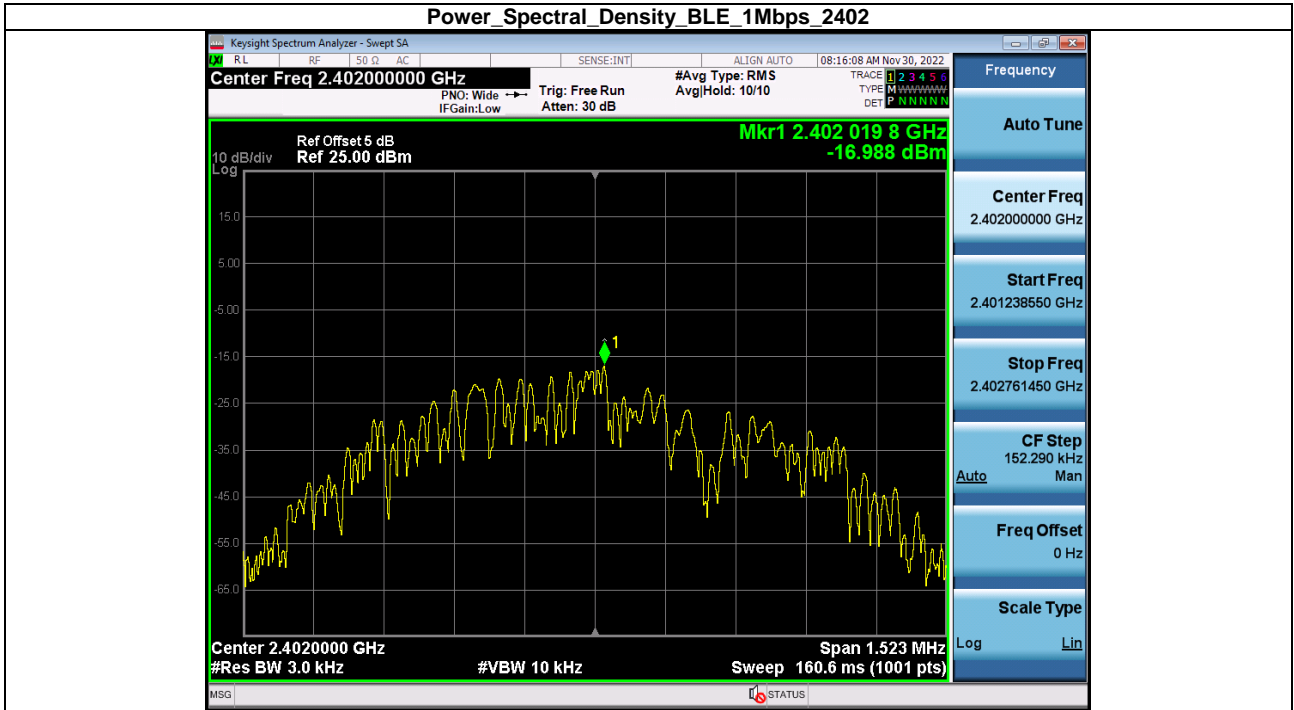 Power_Spectral_Density_BLE_1Mbps_2402
Keysight Spectrum Analyzer - Swept SA
LXI RL RF 50 Ω AC SENSE:INT ALIGN AUTO 08:16:08 AM Nov 30, 2022
Center Freq 2.402000000 GHz
PNO: Wide
IFGain:Low
Trig: Free Run
Atten: 30 dB
#Avg Type: RMS
Avg|Hold: 10/10
TRACE 1 2 3 4 5 6
TYPE M WWWWW
DET P N N N N N
Mkr1 2.402 019 8 GHz
-16.988 dBm
Ref Offset 5 dB
10 dB/div Ref 25.00 dBm
Log
15.0
5.00
-5.00
-15.0
-25.0
-35.0
-45.0
-55.0
-65.0
1
Center 2.4020000 GHz Span 1.523 MHz
#Res BW 3.0 kHz #VBW 10 kHz Sweep 160.6 ms (1001 pts)
MSG STATUS
Frequency
Auto Tune
Center Freq
2.402000000 GHz
Start Freq
2.401238550 GHz
Stop Freq
2.402761450 GHz
CF Step
152.290 kHz
Auto Man
Freq Offset
0 Hz
Scale Type
Log Lin